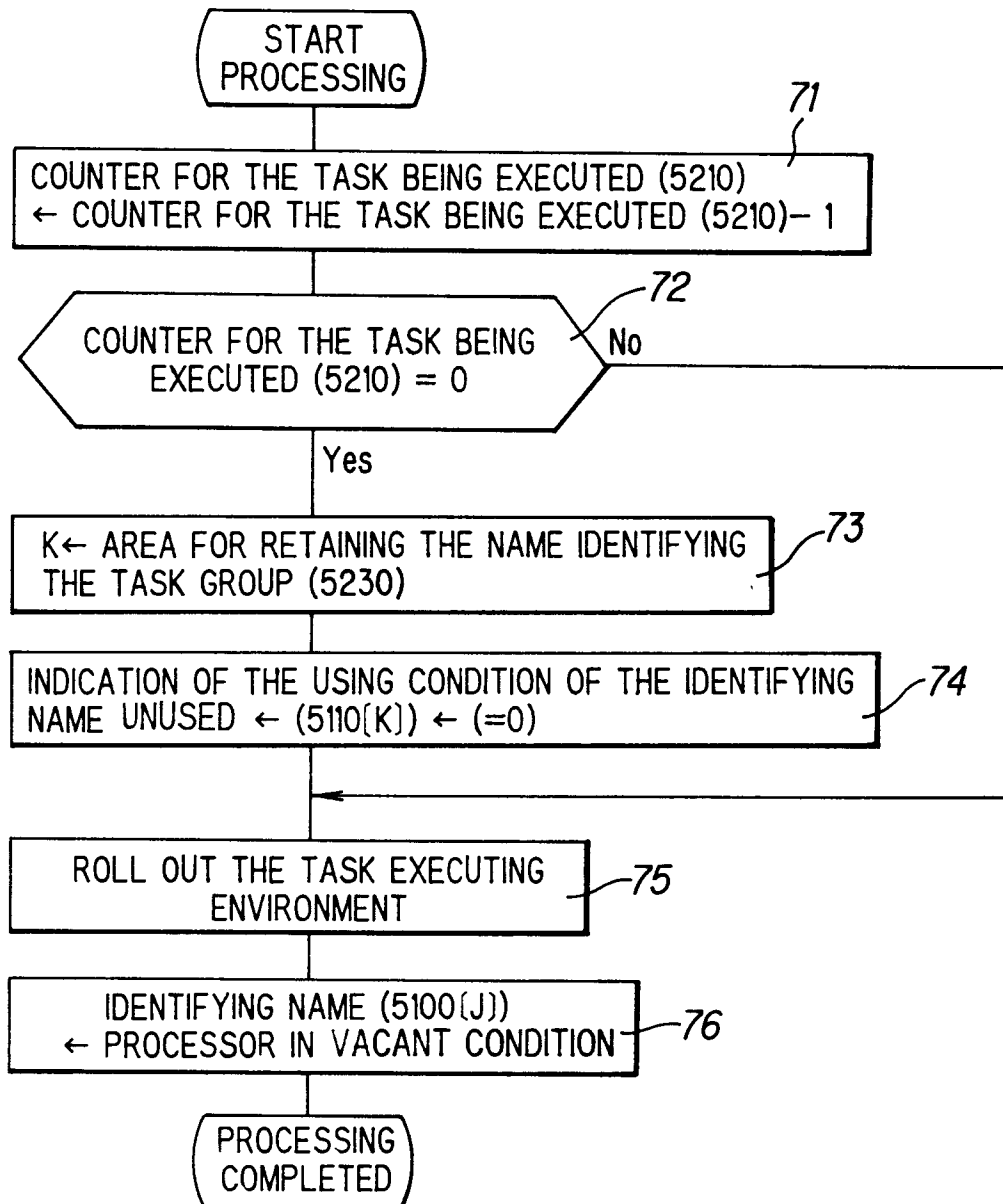 START
PROCESSING
71
COUNTER FOR THE TASK BEING EXECUTED (5210)
← COUNTER FOR THE TASK BEING EXECUTED (5210)− 1
72
COUNTER FOR THE TASK BEING
EXECUTED (5210) = 0
No
Yes
73
K← AREA FOR RETAINING THE NAME IDENTIFYING
THE TASK GROUP (5230)
74
INDICATION OF THE USING CONDITION OF THE IDENTIFYING
NAME UNUSED ← (5110[K]) ← (=0)
ROLL OUT THE TASK EXECUTING
ENVIRONMENT
75
IDENTIFYING NAME (5100(J))
← PROCESSOR IN VACANT CONDITION
76
PROCESSING
COMPLETED